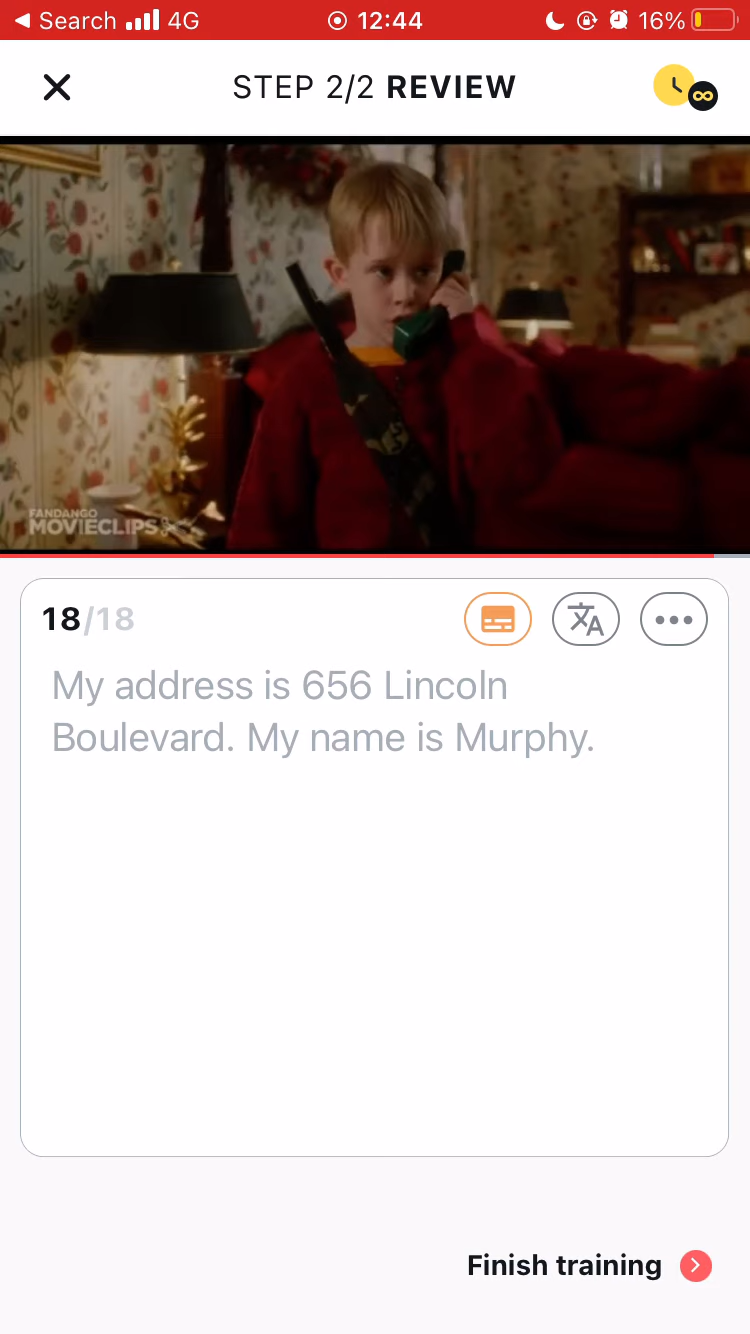 Search 4G 12:44 16%
STEP 2/2 REVIEW
FANDANGO
MOVIECLIPS
18/18
My address is 656 Lincoln
Boulevard. My name is Murphy.
Finish training